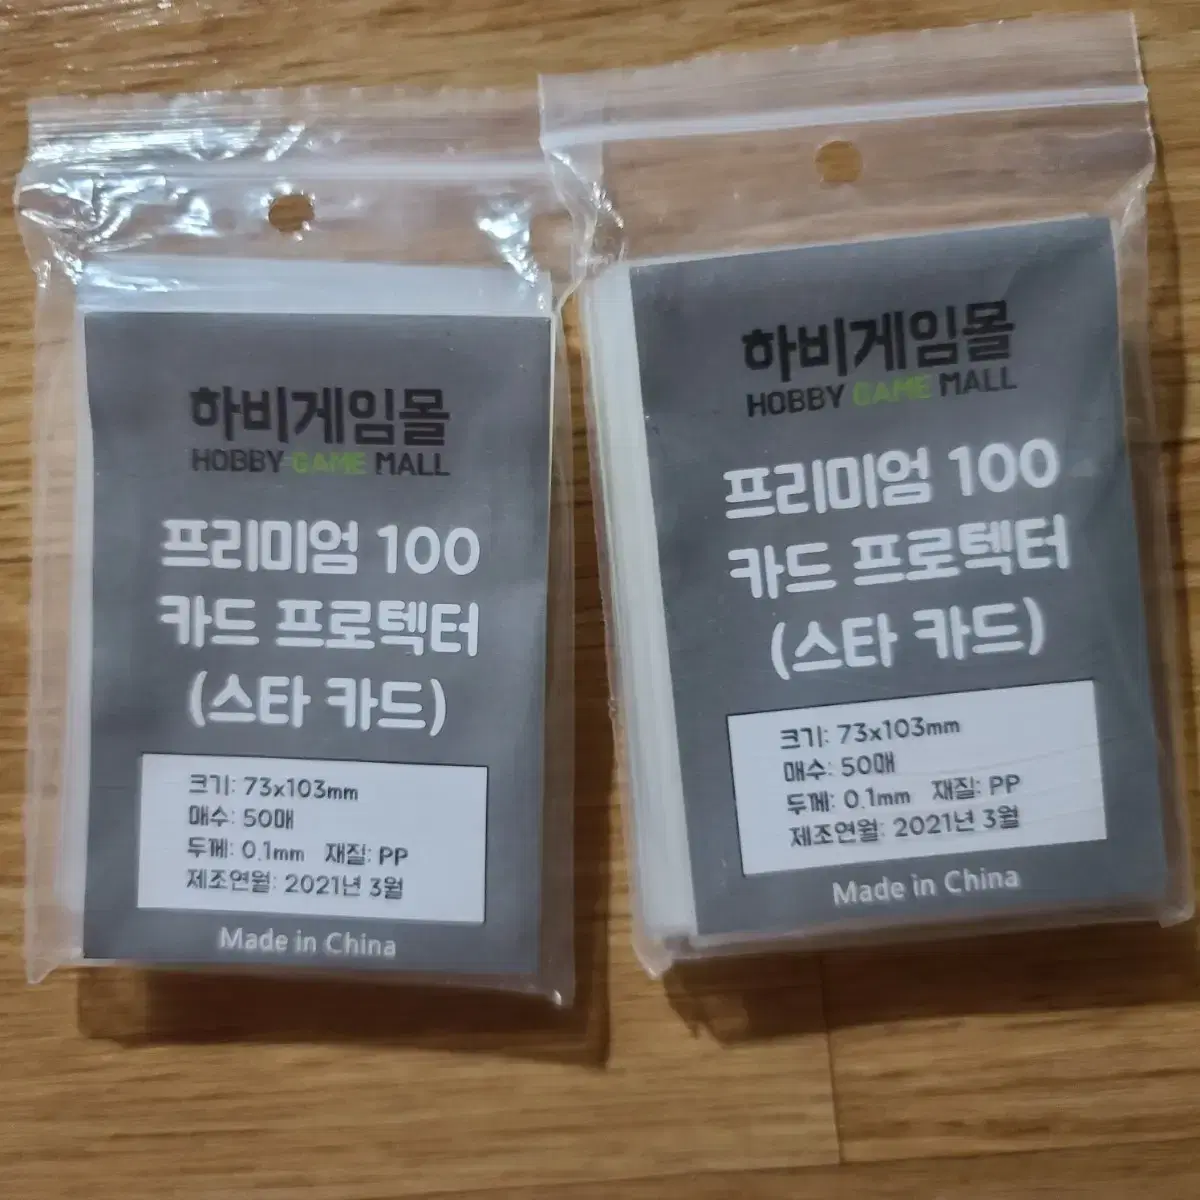 하비게임몰
HOBBY GAME MALL
프리미엄 100
카드 프로텍터
(스타 카드)
크기: 73x103mm
매수: 50매
두께: 0.1mm 재질: PP
제조연월: 2021년 3월
Made in China
하비게임몰
HOBBY GAME MALL
프리미엄 100
카드 프로텍터
(스타 카드)
크기: 73x103mm
매수: 50매
두께: 0.1mm 재질: PP
제조연월: 2021년 3월
Made in China